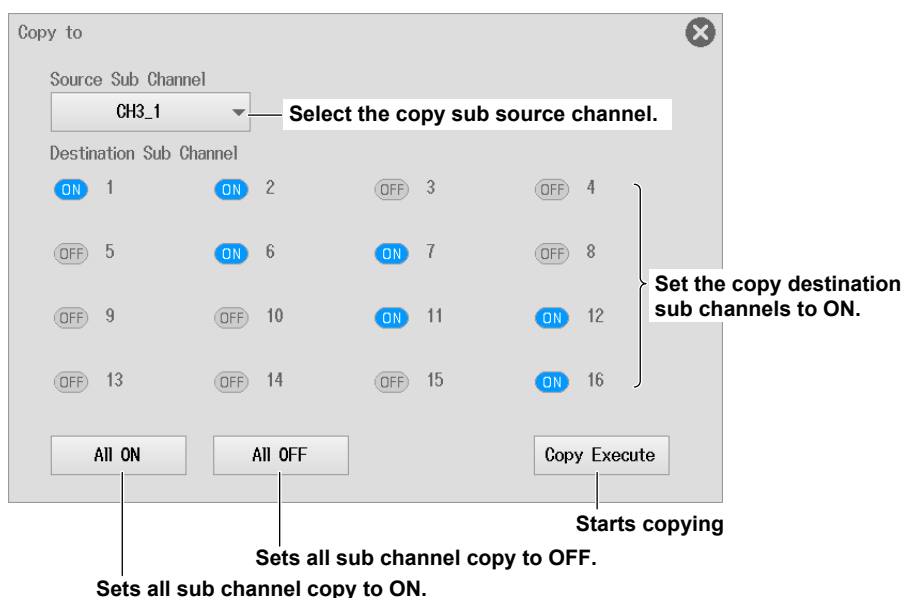 Copy to
Source Sub Channel
CH3_1
Select the copy sub source channel.
Destination Sub Channel
ON 1 ON 2 OFF 3 OFF 4
OFF 5 ON 6 ON 7 OFF 8
Set the copy destination
sub channels to ON.
OFF 9 OFF 10 ON 11 ON 12
OFF 13 OFF 14 OFF 15 ON 16
All ON All OFF Copy Execute
Starts copying
Sets all sub channel copy to OFF.
Sets all sub channel copy to ON.